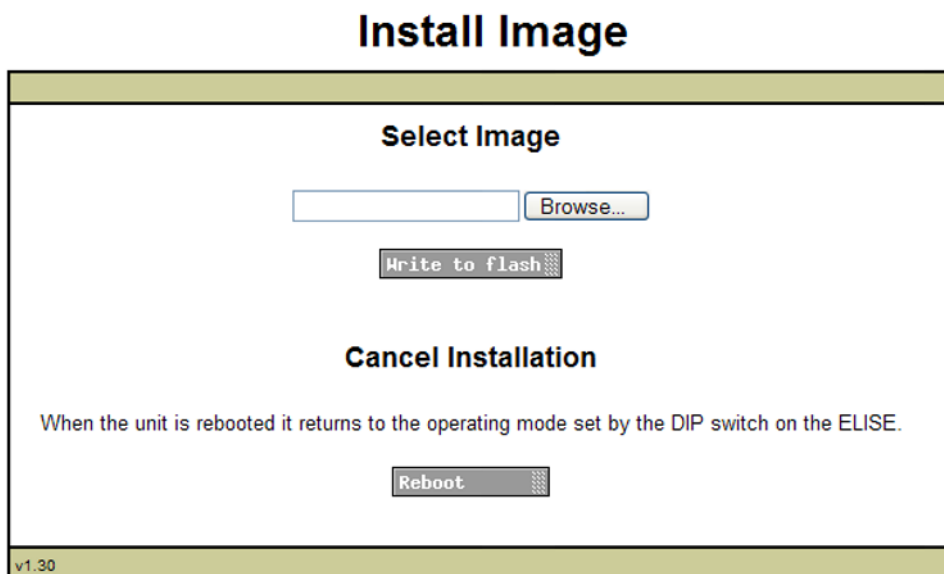 Install Image
Select Image
Browse...
Write to flash
Cancel Installation
When the unit is rebooted it returns to the operating mode set by the DIP switch on the ELISE.
Reboot
v1.30